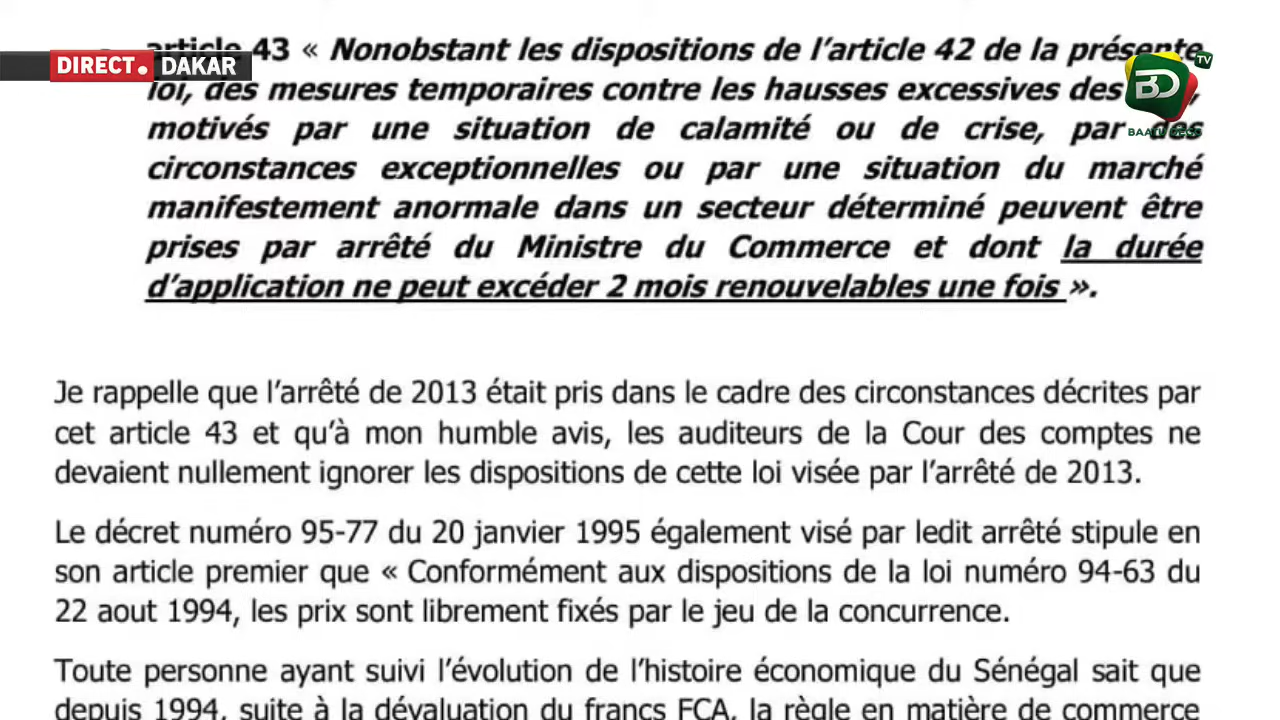 article 43 « Nonobstant les dispositions de l’article 42 de la présente
DIRECT. DAKAR
BD TV
loi, des mesures temporaires contre les hausses excessives des
motivés par une situation de calamité ou de crise, par des
circonstances exceptionnelles ou par une situation du marché
manifestement anormale dans un secteur déterminé peuvent être
prises par arrêté du Ministre du Commerce et dont la durée
d’application ne peut excéder 2 mois renouvelables une fois ».
Je rappelle que l’arrêté de 2013 était pris dans le cadre des circonstances décrites par
cet article 43 et qu’à mon humble avis, les auditeurs de la Cour des comptes ne
devaient nullement ignorer les dispositions de cette loi visée par l’arrêté de 2013.
Le décret numéro 95-77 du 20 janvier 1995 également visé par ledit arrêté stipule en
son article premier que « Conformément aux dispositions de la loi numéro 94-63 du
22 aout 1994, les prix sont librement fixés par le jeu de la concurrence.
Toute personne ayant suivi l’évolution de l’histoire économique du Sénégal sait que
depuis 1994, suite à la dévaluation du francs FCA, la règle en matière de commerce